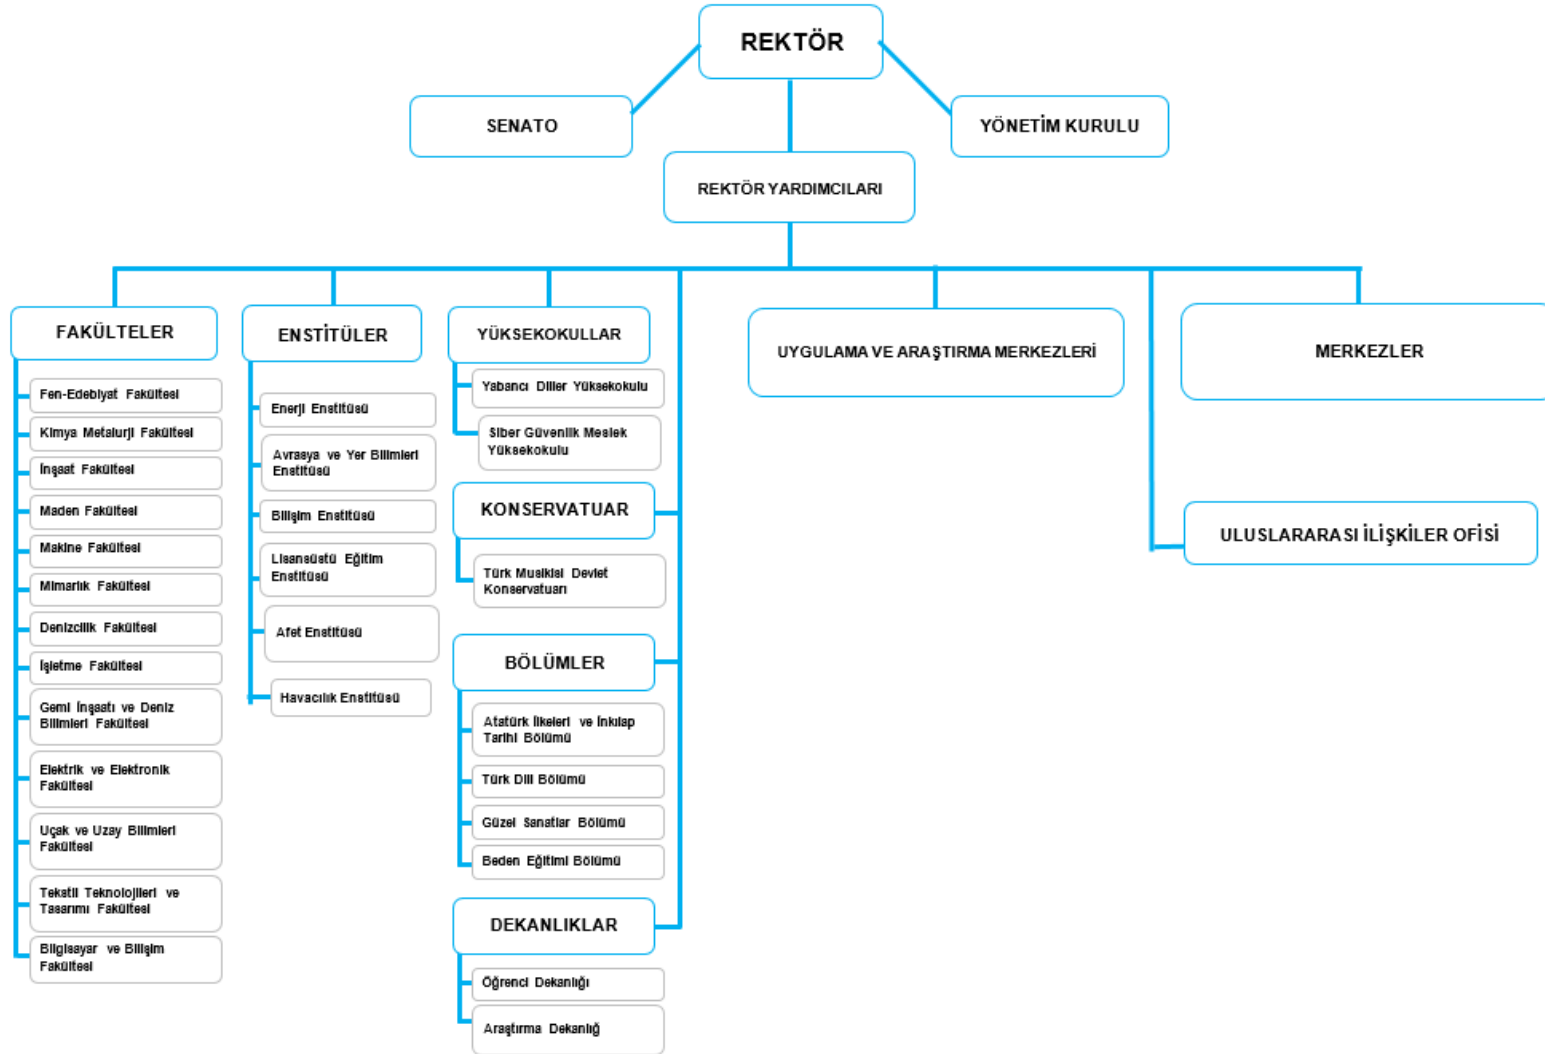 REKTÖR
SENATO
YÖNETİM KURULU
REKTÖR YARDIMCILARI
FAKÜLTELER
Fen-Edebiyat Fakültesi
Kimya Metalurji Fakültesi
İnşaat Fakültesi
Maden Fakültesi
Makine Fakültesi
Mimarlık Fakültesi
Denizcilik Fakültesi
İşletme Fakültesi
Gemi İnşaatı ve Deniz
Bilimleri Fakültesi
Elektrik ve Elektronik
Fakültesi
Uçak ve Uzay Bilimleri
Fakültesi
Tekstil Teknolojileri ve
Tasarımı Fakültesi
Bilgisayar ve Bilişim
Fakültesi
ENSTİTÜLER
Enerji Enstitüsü
Avrasya ve Yer Bilimleri
Enstitüsü
Bilişim Enstitüsü
Lisansüstü Eğitim
Enstitüsü
Afet Enstitüsü
Havacılık Enstitüsü
YÜKSEKOKULLAR
Yabancı Diller Yüksekokulu
Siber Güvenlik Meslek
Yüksekokulu
KONSERVATUAR
Türk Musikisi Devlet
Konservatuarı
BÖLÜMLER
Atatürk İlkeleri ve İnkılap
Tarihi Bölümü
Türk Dili Bölümü
Güzel Sanatlar Bölümü
Beden Eğitimi Bölümü
DEKANLIKLAR
Öğrenci Dekanlığı
Araştırma Dekanlığ
UYGULAMA VE ARAŞTIRMA MERKEZLERİ
MERKEZLER
ULUSLARARASI İLİŞKİLER OFİSİ